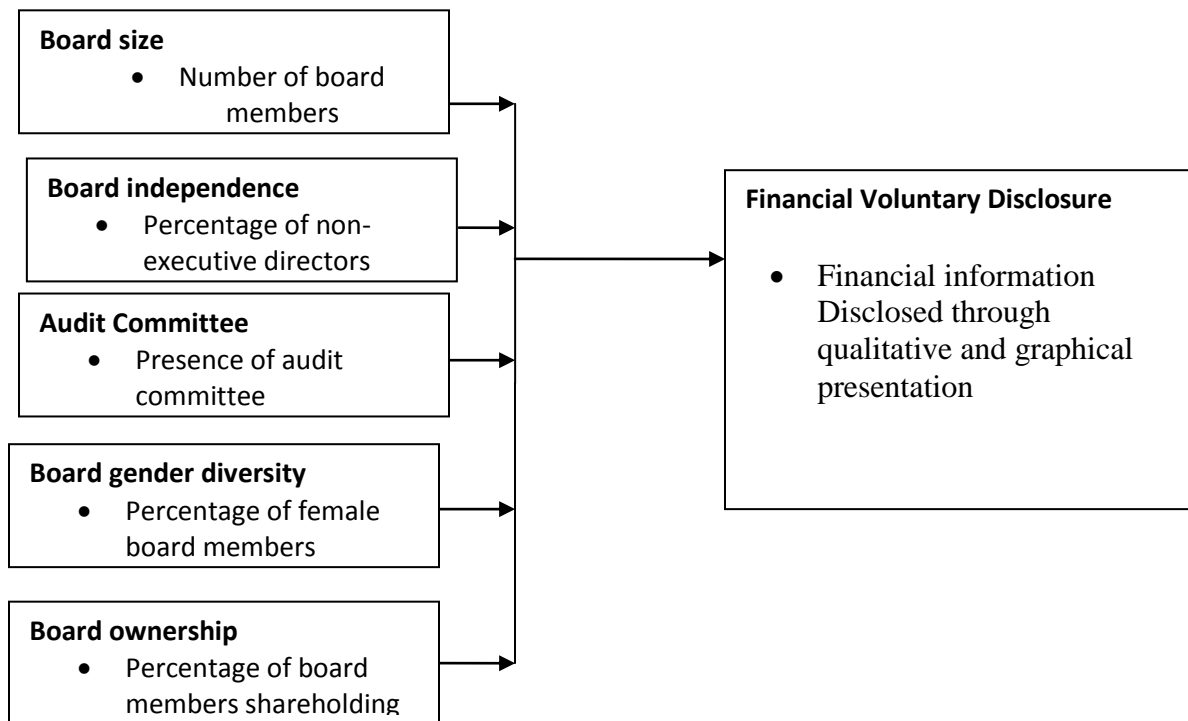 Board size
• Number of board
members
Board independence
• Percentage of non-
executive directors
Audit Committee
• Presence of audit
committee
Board gender diversity
• Percentage of female
board members
Board ownership
• Percentage of board
members shareholding
Financial Voluntary Disclosure
• Financial information
Disclosed through
qualitative and graphical
presentation